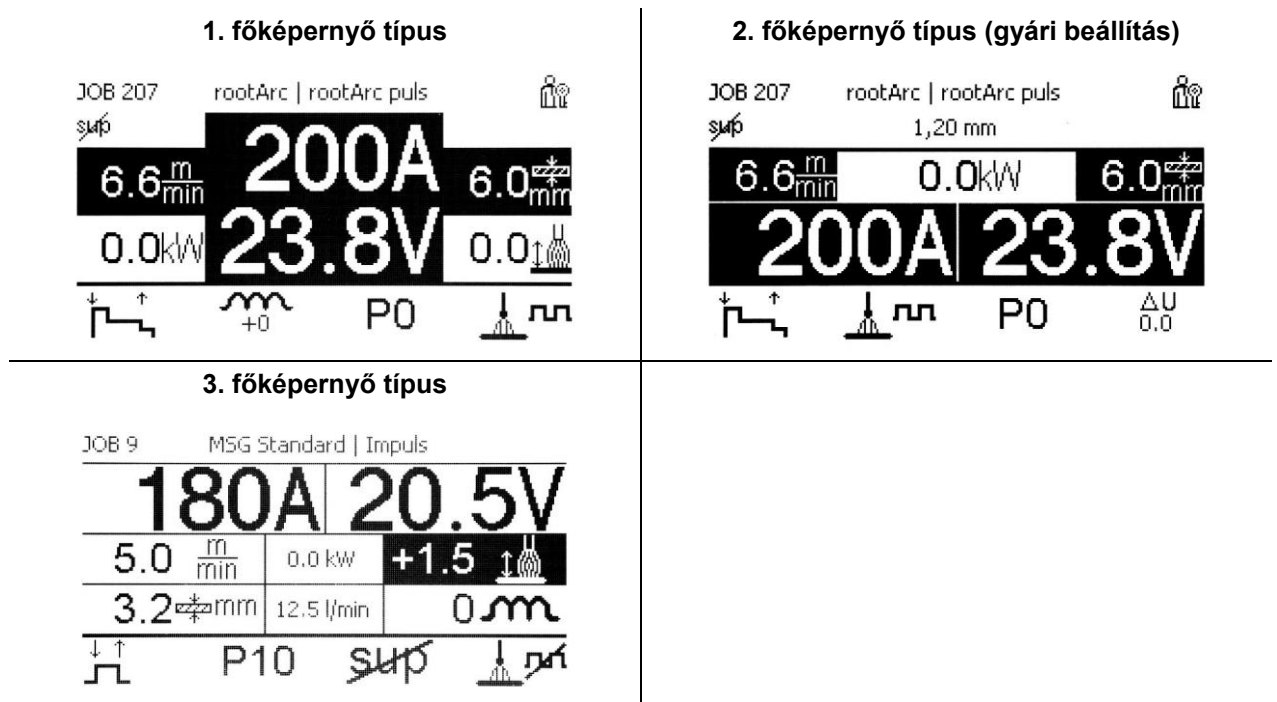 1. főképernyő típus
JOB 207 rootArc | rootArc puls
sup
200A
6.6 m/min 6.0 mm
23.8V
0.0kW 0.0
+0 P0
2. főképernyő típus (gyári beállítás)
JOB 207 rootArc | rootArc puls
sup 1,20 mm
6.6 m/min 0.0kW 6.0 mm
200A 23.8V
P0 ΔU
0.0
3. főképernyő típus
JOB 9 MSG Standard | Impuls
180A 20.5V
5.0 m/min 0.0 kW +1.5
3.2 mm 12.5 l/min 0
P10 sup